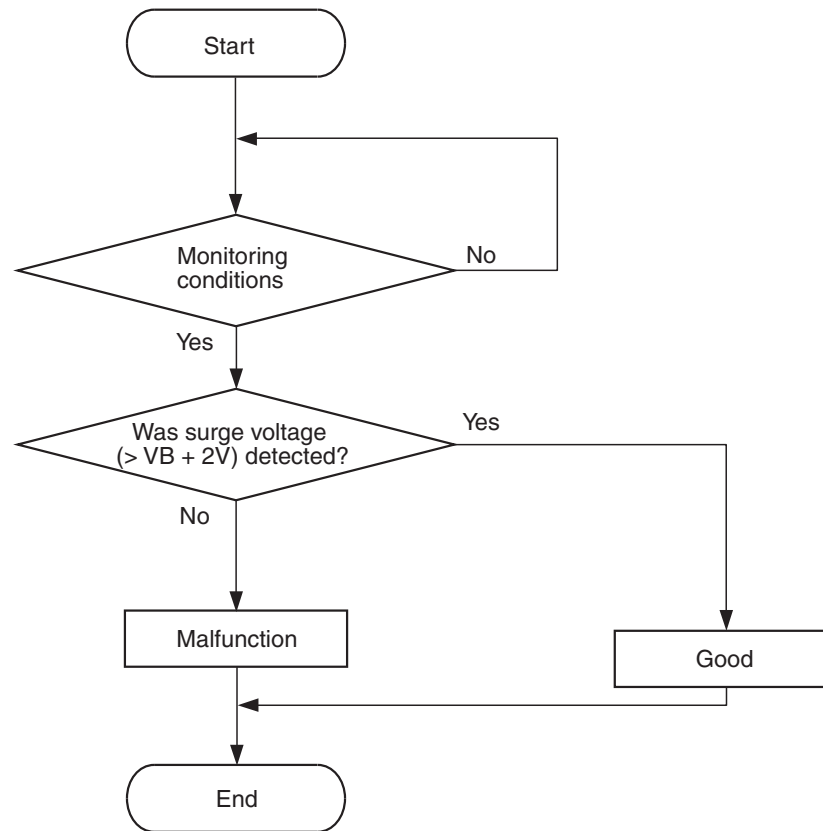 Start
Monitoring
conditions
No
Yes
Was surge voltage
(> VB + 2V) detected?
Yes
No
Malfunction
Good
End